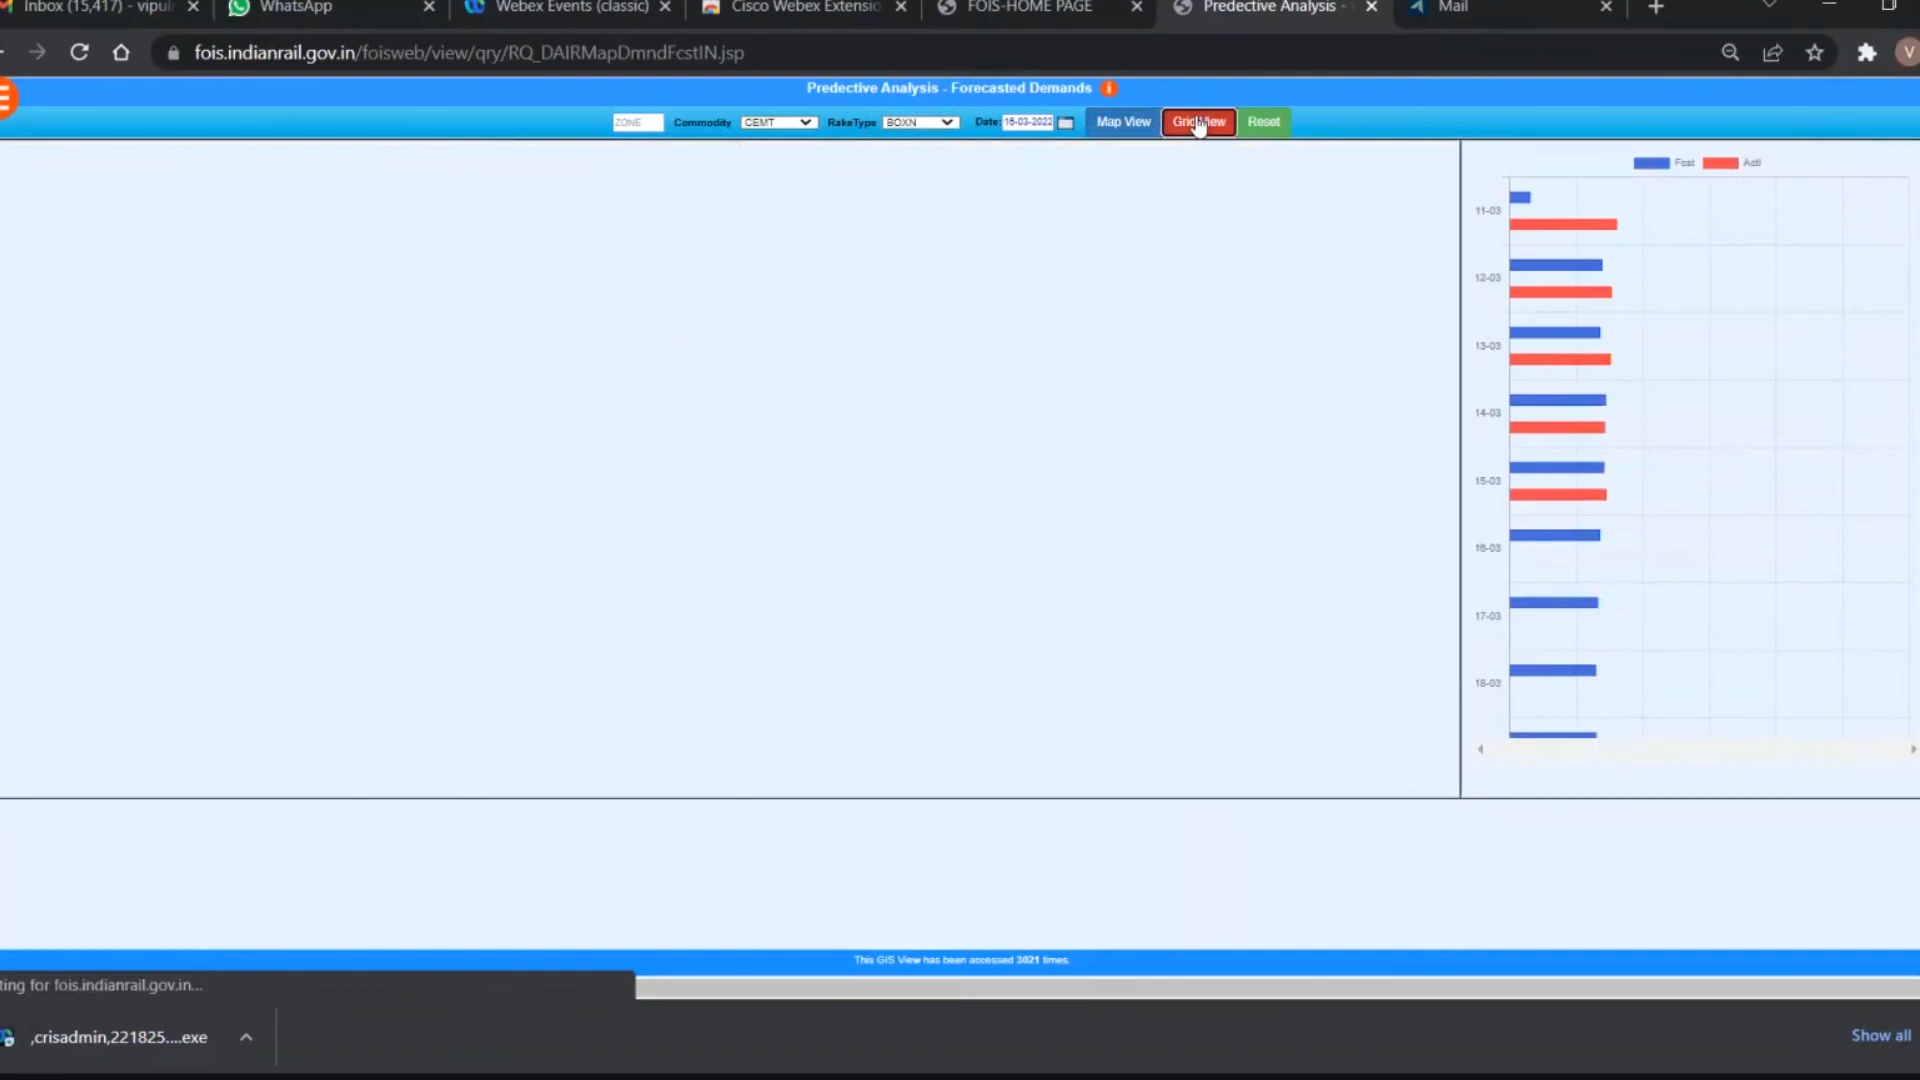 Inbox (15,417) - vipul
WhatsApp
Webex Events (classic)
Cisco Webex Extensio
FOIS-HOME PAGE
Predective Analysis -
Mail
fois.indianrail.gov.in/foisweb/view/qry/RQ_DAIRMapDmndFcstIN.jsp
V
Predective Analysis - Forecasted Demands i
ZONE Commodity CEMT RakeType BOXN Date: 16-03-2022 Map View Grid View Reset
Fcst Actl
11-03
12-03
13-03
14-03
15-03
16-03
17-03
18-03
This GIS View has been accessed 3021 times.
ting for fois.indianrail.gov.in...
,crisadmin,221825....exe
Show all